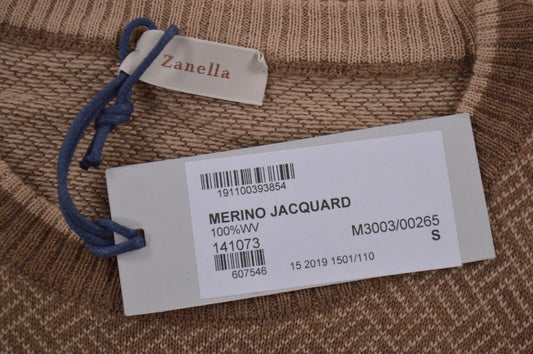 Zanella
191100393854
MERINO JACQUARD
100%WV
141073
M3003/00265
S
607546
15 2019 1501/110